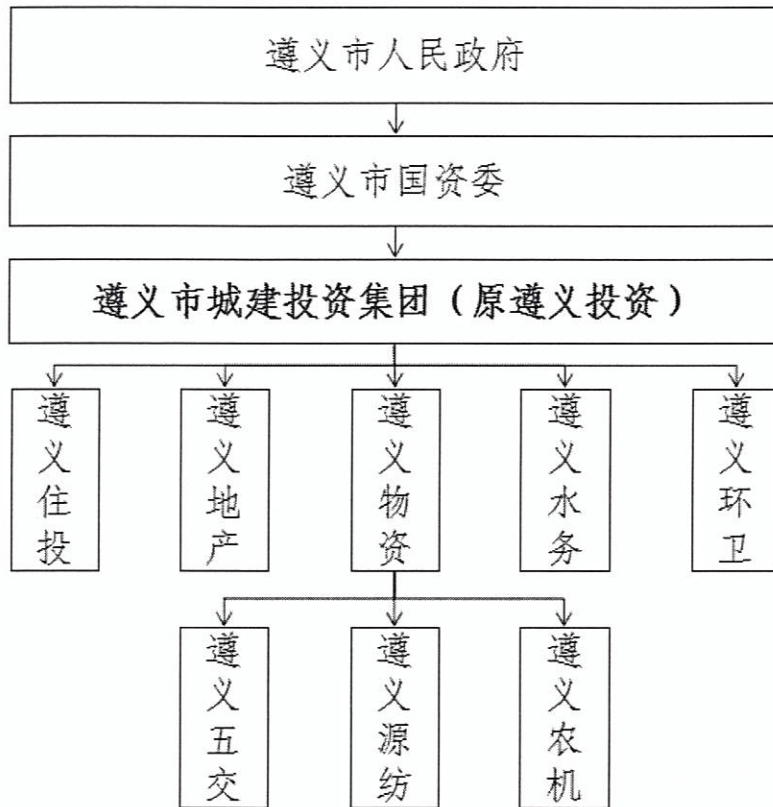 遵义市人民政府
遵义市国资委
遵义市城建投资集团（原遵义投资）
遵义住投
遵义地产
遵义物资
遵义水务
遵义环卫
遵义五交
遵义源纺
遵义农机